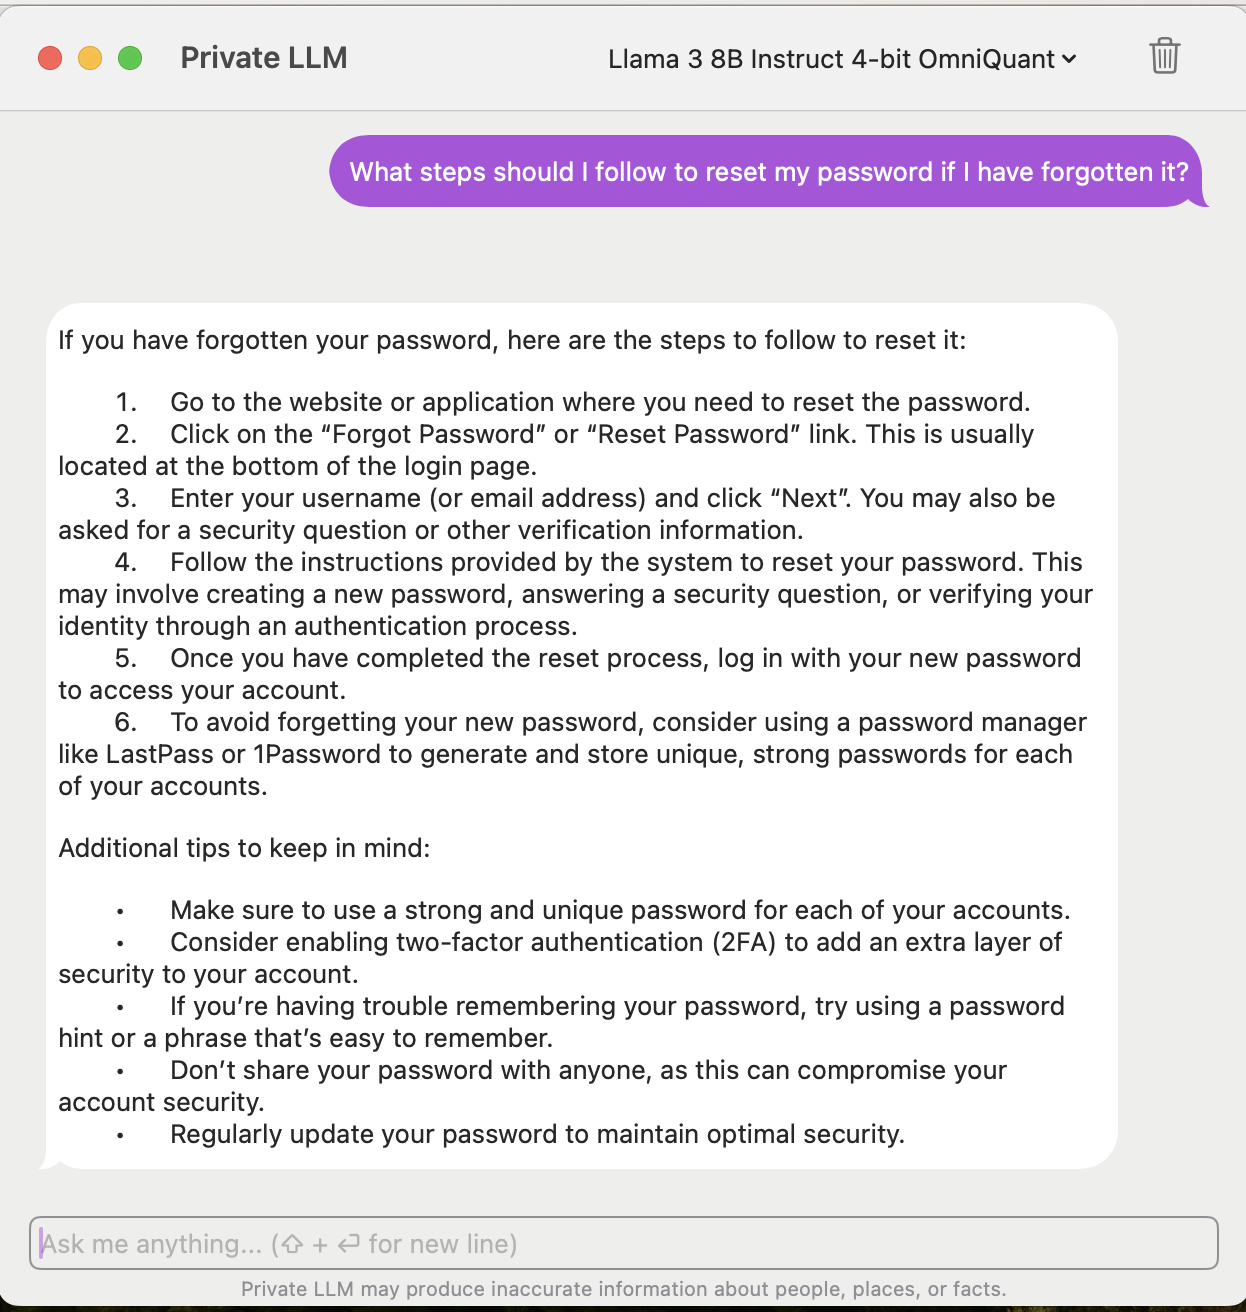 Private LLM
Llama 3 8B Instruct 4-bit OmniQuant
What steps should I follow to reset my password if I have forgotten it?
If you have forgotten your password, here are the steps to follow to reset it:
1. Go to the website or application where you need to reset the password.
2. Click on the “Forgot Password” or “Reset Password” link. This is usually
located at the bottom of the login page.
3. Enter your username (or email address) and click “Next”. You may also be
asked for a security question or other verification information.
4. Follow the instructions provided by the system to reset your password. This
may involve creating a new password, answering a security question, or verifying your
identity through an authentication process.
5. Once you have completed the reset process, log in with your new password
to access your account.
6. To avoid forgetting your new password, consider using a password manager
like LastPass or 1Password to generate and store unique, strong passwords for each
of your accounts.
Additional tips to keep in mind:
• Make sure to use a strong and unique password for each of your accounts.
• Consider enabling two-factor authentication (2FA) to add an extra layer of
security to your account.
• If you’re having trouble remembering your password, try using a password
hint or a phrase that’s easy to remember.
• Don’t share your password with anyone, as this can compromise your
account security.
• Regularly update your password to maintain optimal security.
Ask me anything... (⇧ + ⏎ for new line)
Private LLM may produce inaccurate information about people, places, or facts.